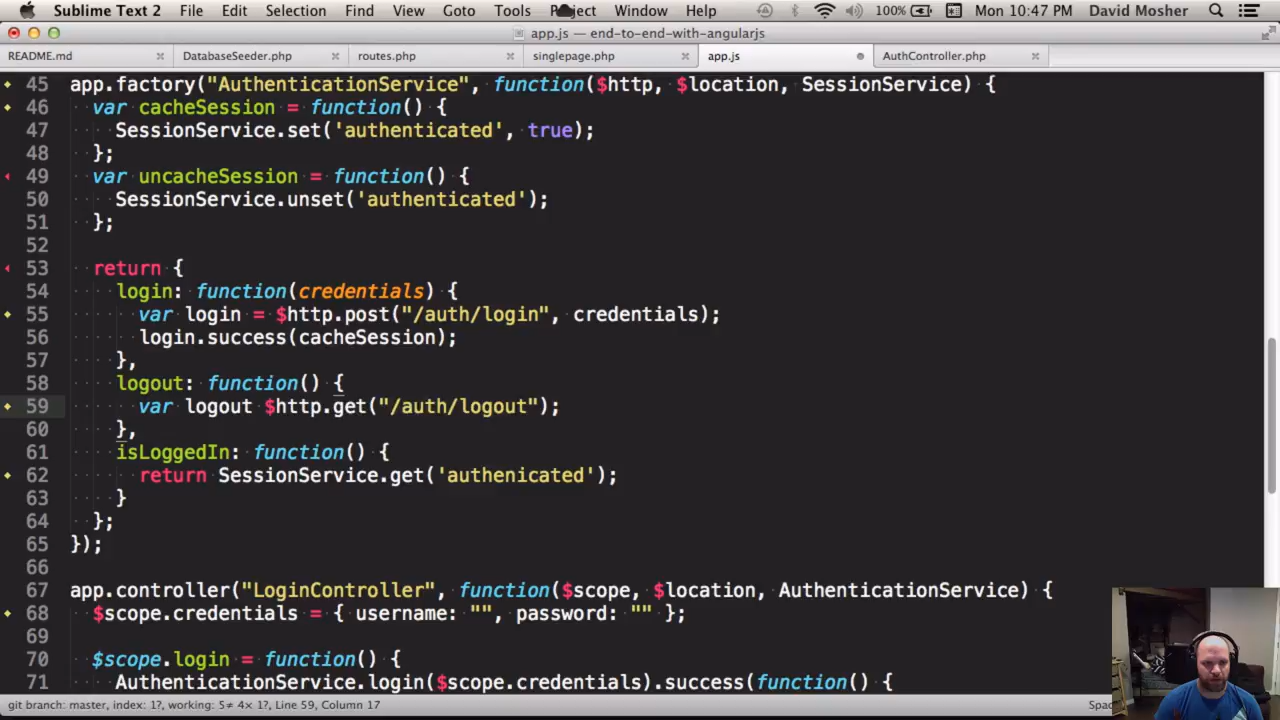 Sublime Text 2 File Edit Selection Find View Goto Tools Project Window Help 100% Mon 10:47 PM David Mosher
app.js — end-to-end-with-angularjs
README.md DatabaseSeeder.php routes.php singlepage.php app.js AuthController.php
45 app.factory("AuthenticationService", function($http, $location, SessionService) {
46 var cacheSession = function() {
47 SessionService.set('authenticated', true);
48 };
49 var uncacheSession = function() {
50 SessionService.unset('authenticated');
51 };
52
53 return {
54 login: function(credentials) {
55 var login = $http.post("/auth/login", credentials);
56 login.success(cacheSession);
57 },
58 logout: function() {
59 var logout $http.get("/auth/logout");
60 },
61 isLoggedIn: function() {
62 return SessionService.get('authenicated');
63 }
64 };
65 });
66
67 app.controller("LoginController", function($scope, $location, AuthenticationService) {
68 $scope.credentials = { username: "", password: "" };
69
70 $scope.login = function() {
71 AuthenticationService.login($scope.credentials).success(function() {
git branch: master, index: 1?, working: 5≠ 4× 1?, Line 59, Column 17